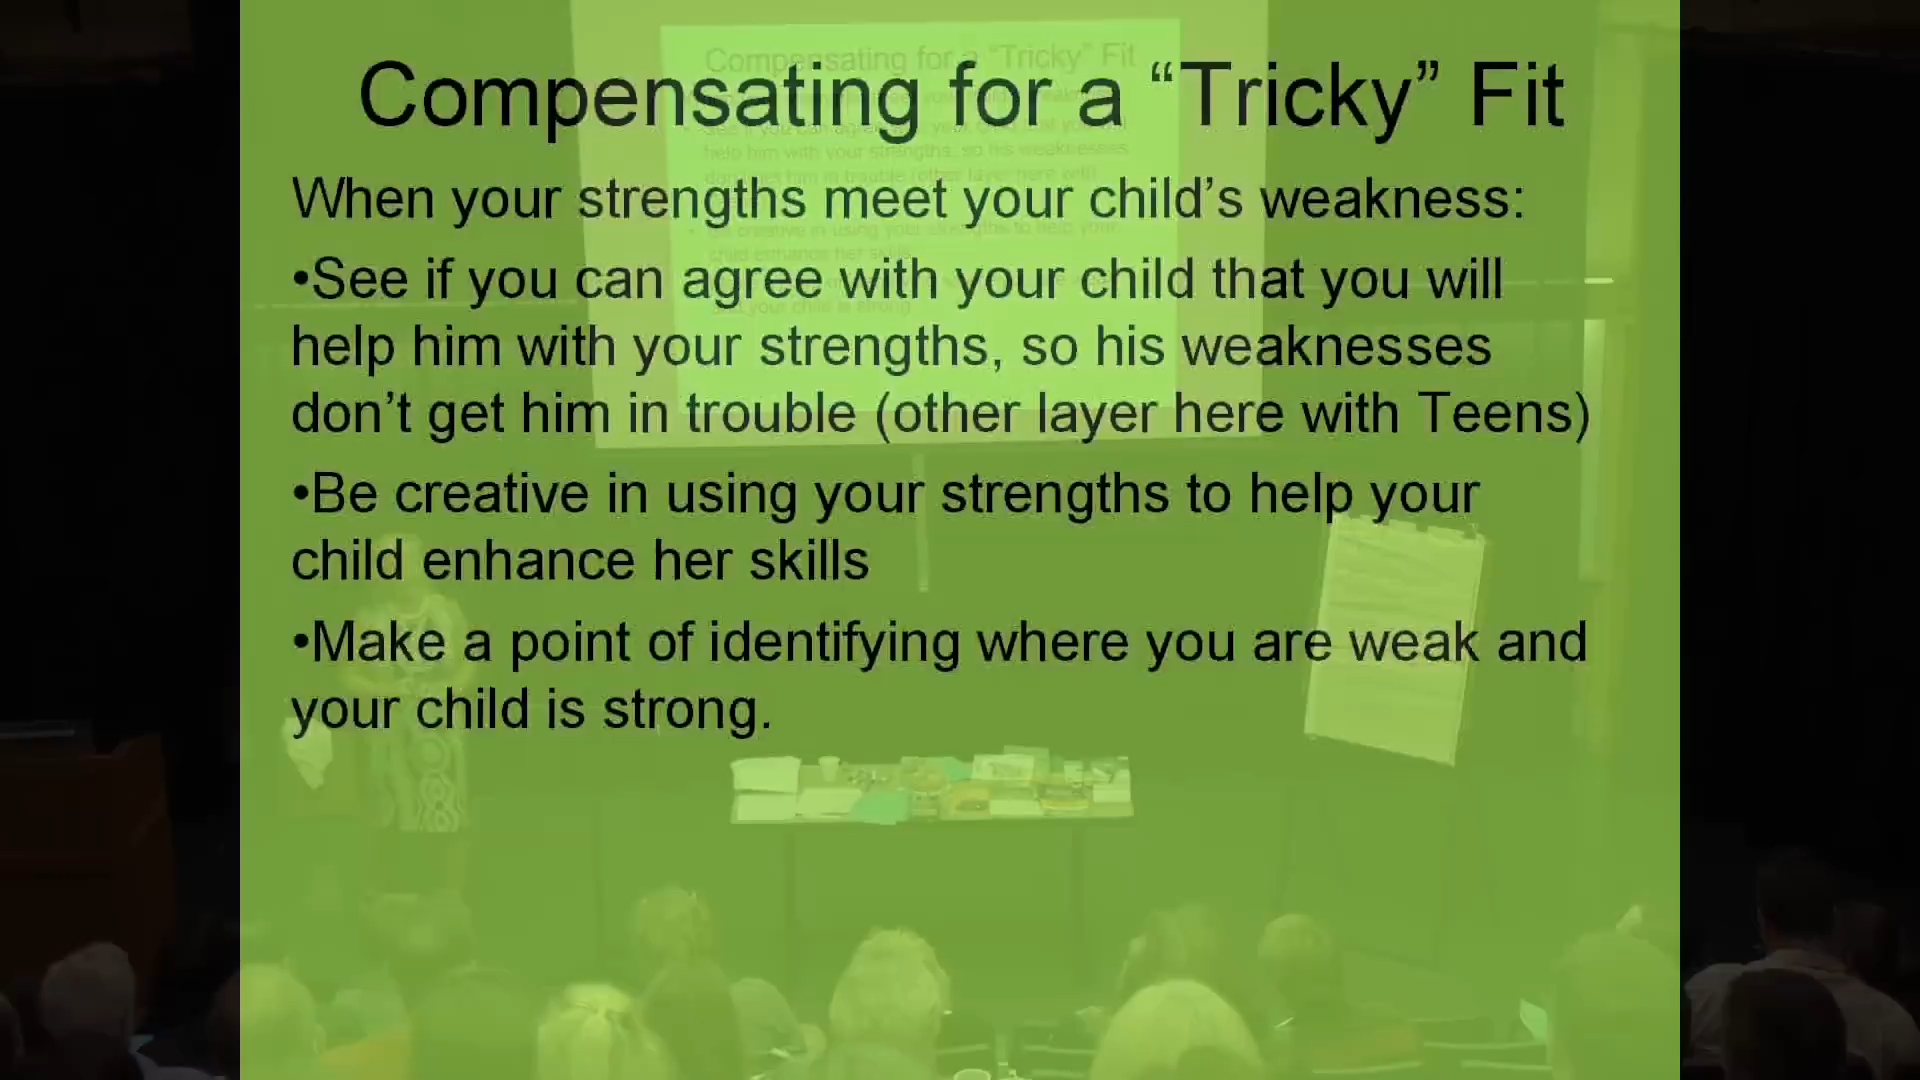 Compensating for a “Tricky” Fit
When your strengths meet your child’s weakness:
•See if you can agree with your child that you will
help him with your strengths, so his weaknesses
don’t get him in trouble (other layer here with Teens)
•Be creative in using your strengths to help your
child enhance her skills
•Make a point of identifying where you are weak and
your child is strong.